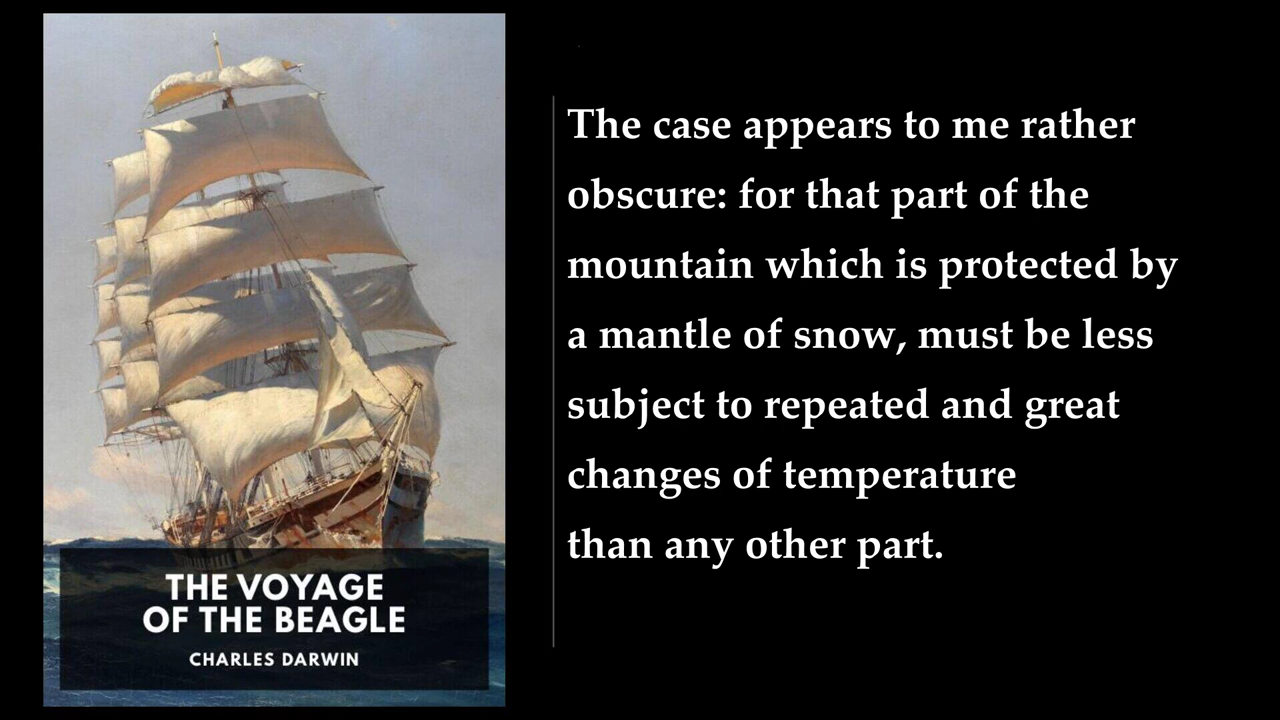 THE VOYAGE
OF THE BEAGLE
CHARLES DARWIN
The case appears to me rather
obscure: for that part of the
mountain which is protected by
a mantle of snow, must be less
subject to repeated and great
changes of temperature
than any other part.